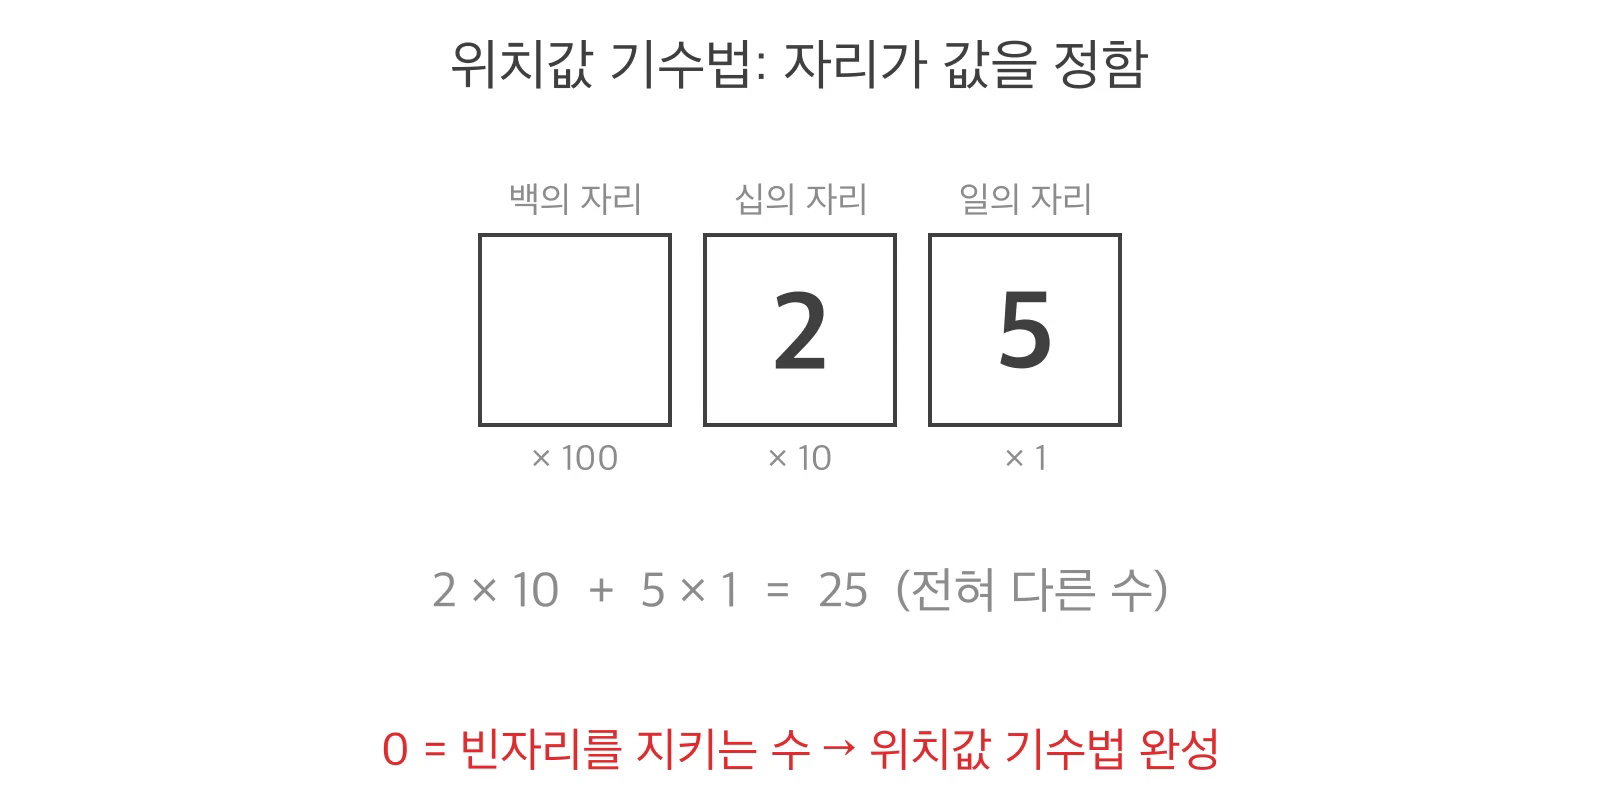 위치값 기수법: 자리가 값을 정함
백의 자리 십의 자리 일의 자리
2 5
× 100 × 10 × 1
2 × 10 + 5 × 1 = 25 (전혀 다른 수)
0 = 빈자리를 지키는 수 → 위치값 기수법 완성